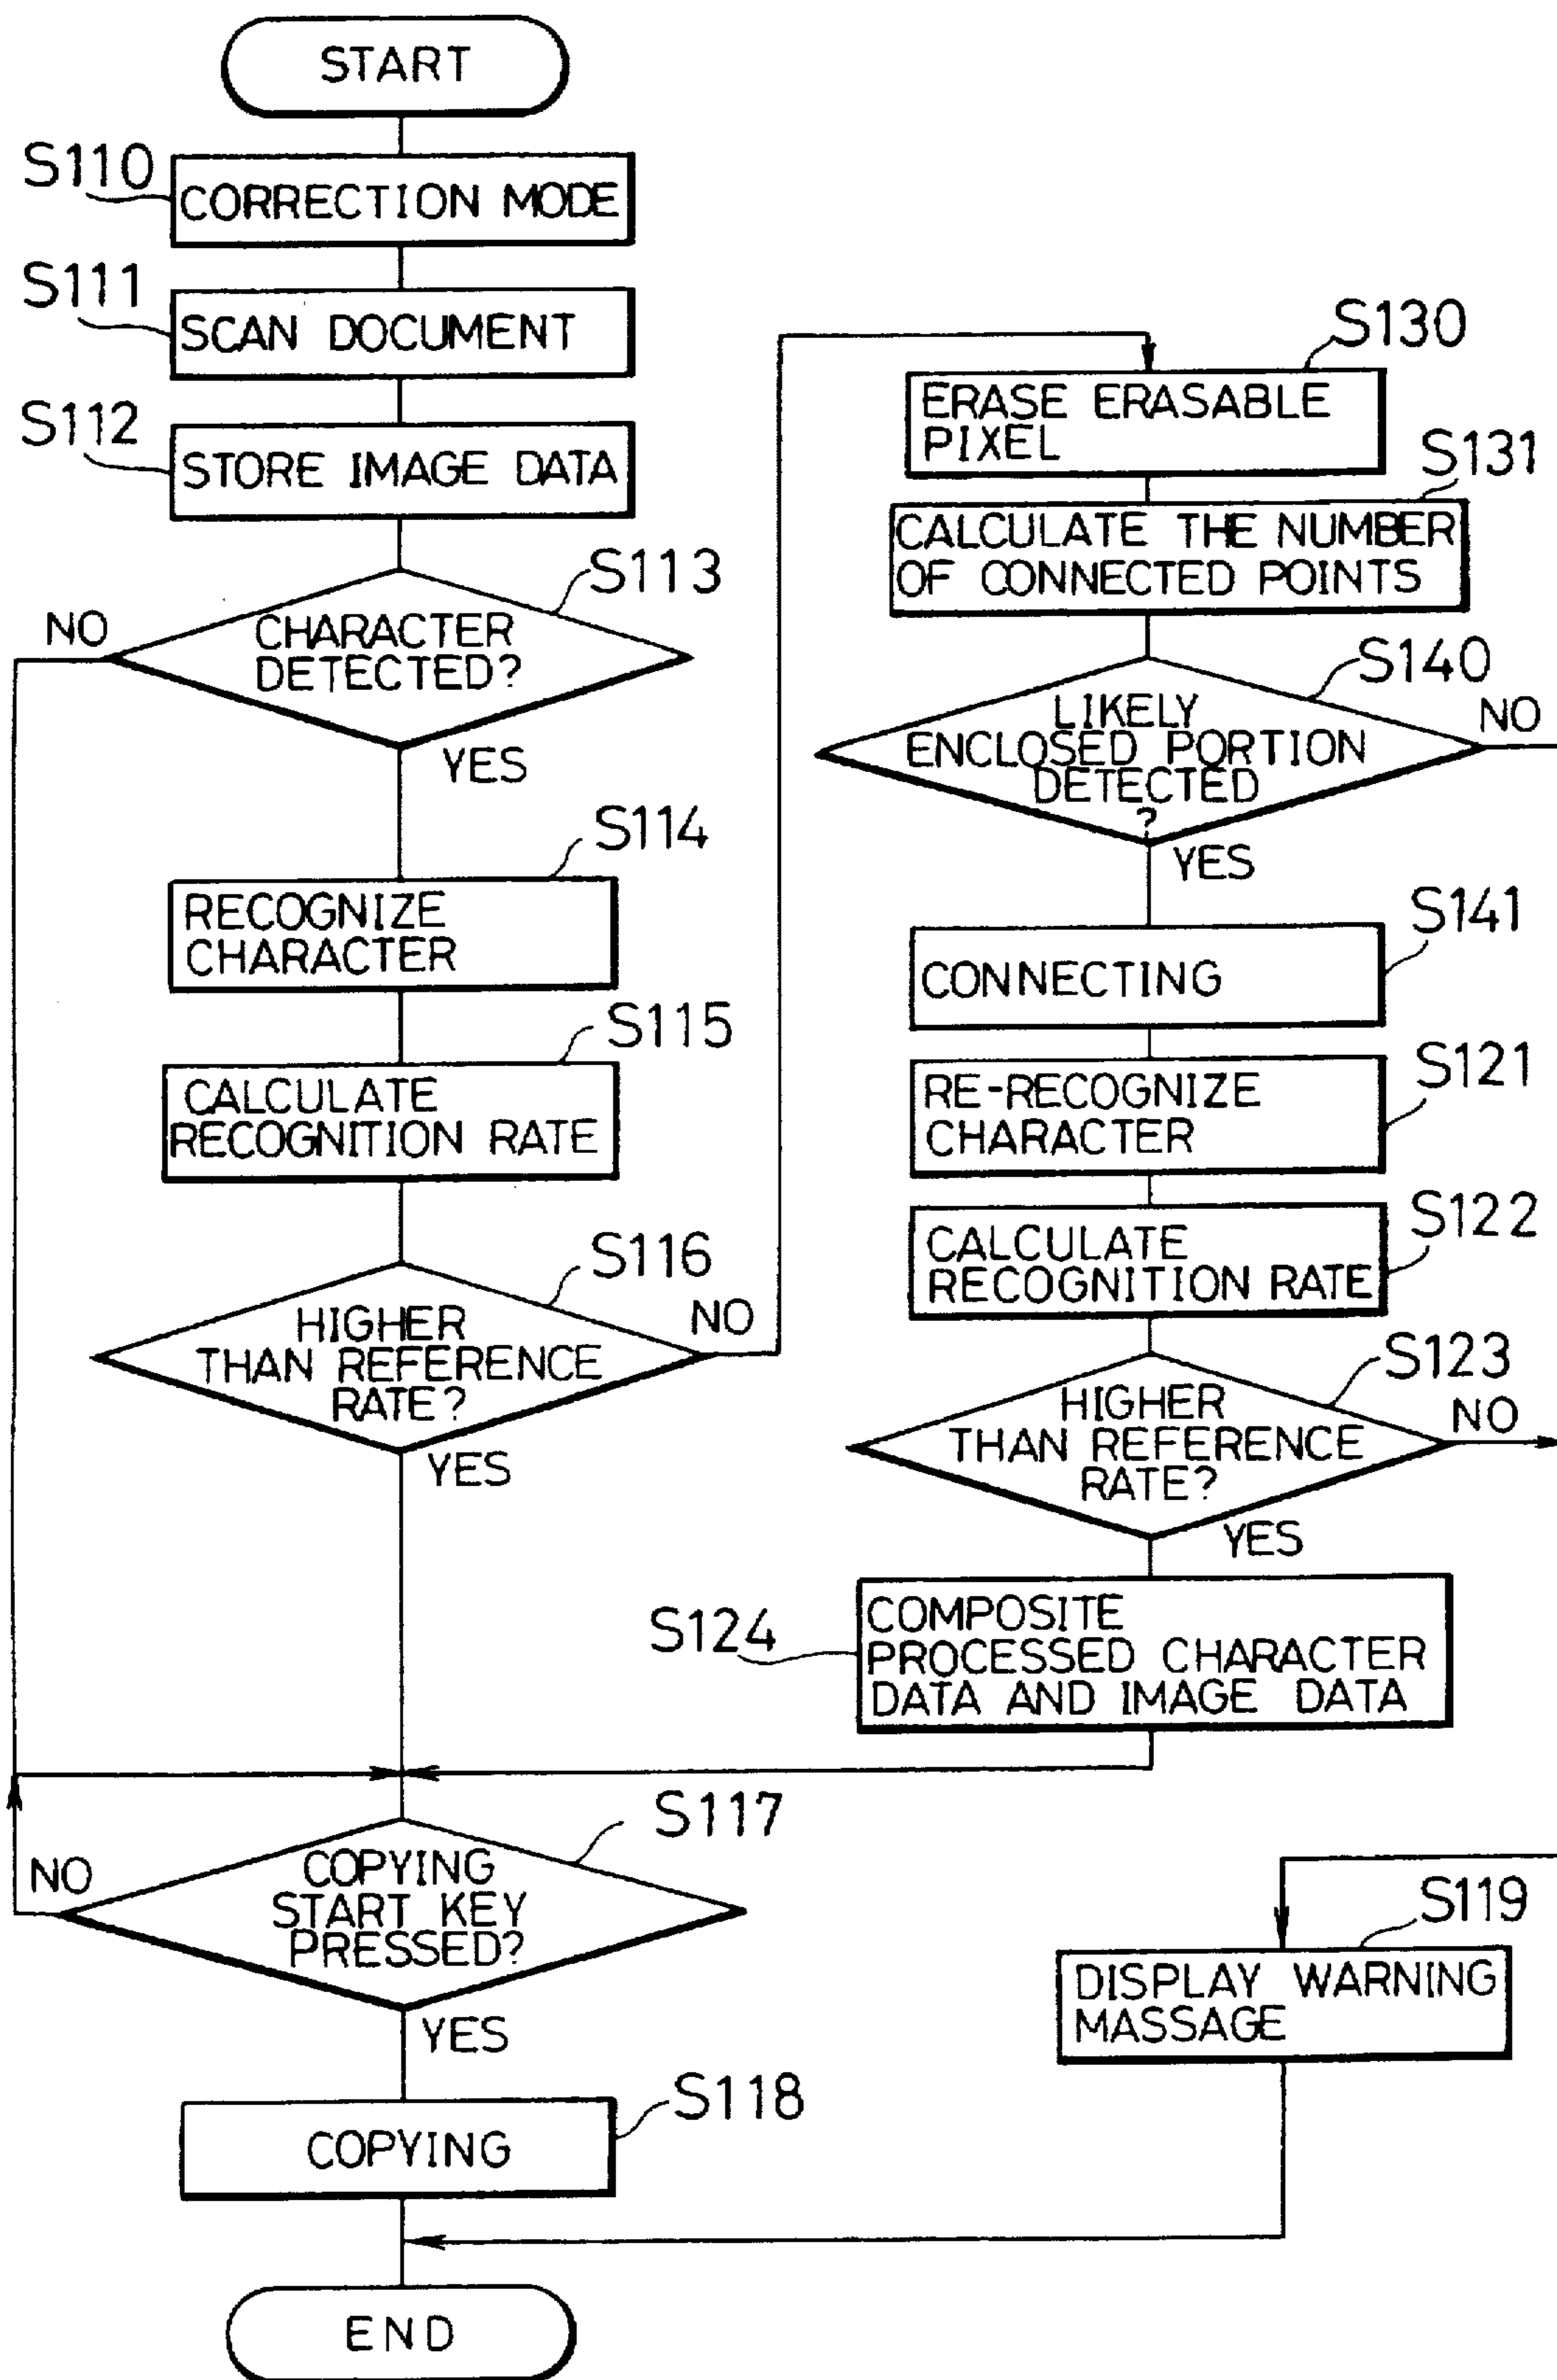 START
S110
CORRECTION MODE
S111
SCAN DOCUMENT
S112
STORE IMAGE DATA
S113
CHARACTER
DETECTED?
NO
YES
S114
RECOGNIZE
CHARACTER
S115
CALCULATE
RECOGNITION RATE
S116
HIGHER
THAN REFERENCE
RATE?
NO
YES
S130
ERASE ERASABLE
PIXEL
S131
CALCULATE THE NUMBER
OF CONNECTED POINTS
S140
LIKELY
ENCLOSED PORTION
DETECTED
?
NO
YES
S141
CONNECTING
S121
RE-RECOGNIZE
CHARACTER
S122
CALCULATE
RECOGNITION RATE
S123
HIGHER
THAN REFERENCE
RATE?
NO
YES
S124
COMPOSITE
PROCESSED CHARACTER
DATA AND IMAGE DATA
S117
COPYING
START KEY
PRESSED?
NO
YES
S118
COPYING
S119
DISPLAY WARNING
MASSAGE
END